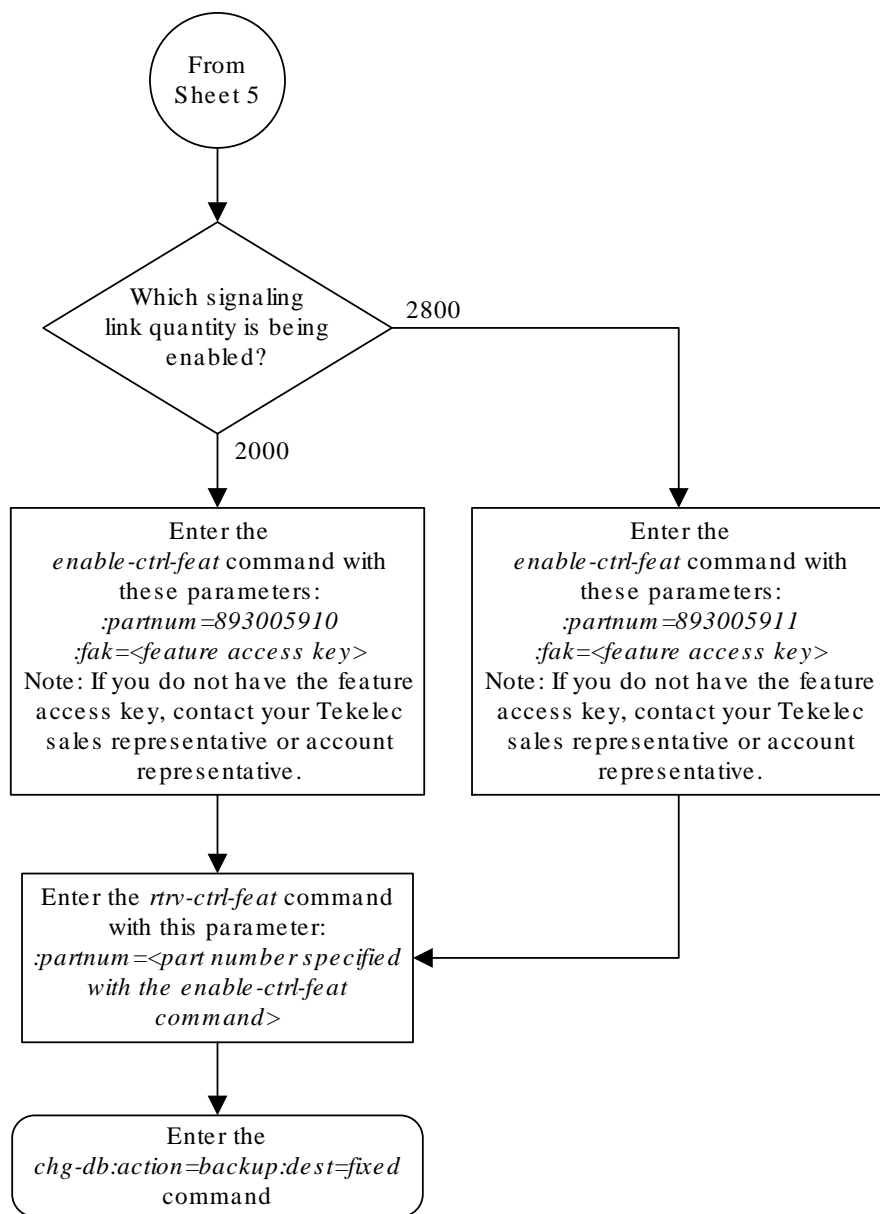 From
Sheet 5
Which signaling
link quantity is being
enabled?
2800
2000
Enter the
enable-ctrl-feat command with
these parameters:
:partnum=893005910
:fak=<feature access key>
Note: If you do not have the feature
access key, contact your Tekelec
sales representative or account
representative.
Enter the
enable-ctrl-feat command with
these parameters:
:partnum=893005911
:fak=<feature access key>
Note: If you do not have the feature
access key, contact your Tekelec
sales representative or account
representative.
Enter the rtrv-ctrl-feat command
with this parameter:
:partnum=<part number specified
with the enable-ctrl-feat
command>
Enter the
chg-db:action=backup:dest=fixed
command